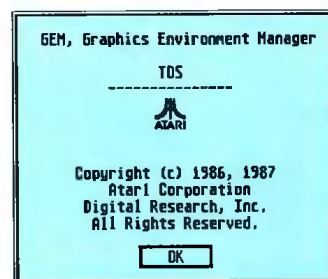 GEM, Graphics Environment Manager
TOS
------------------
ATARI
Copyright (c) 1986, 1987
Atari Corporation
Digital Research, Inc.
All Rights Reserved.
OK